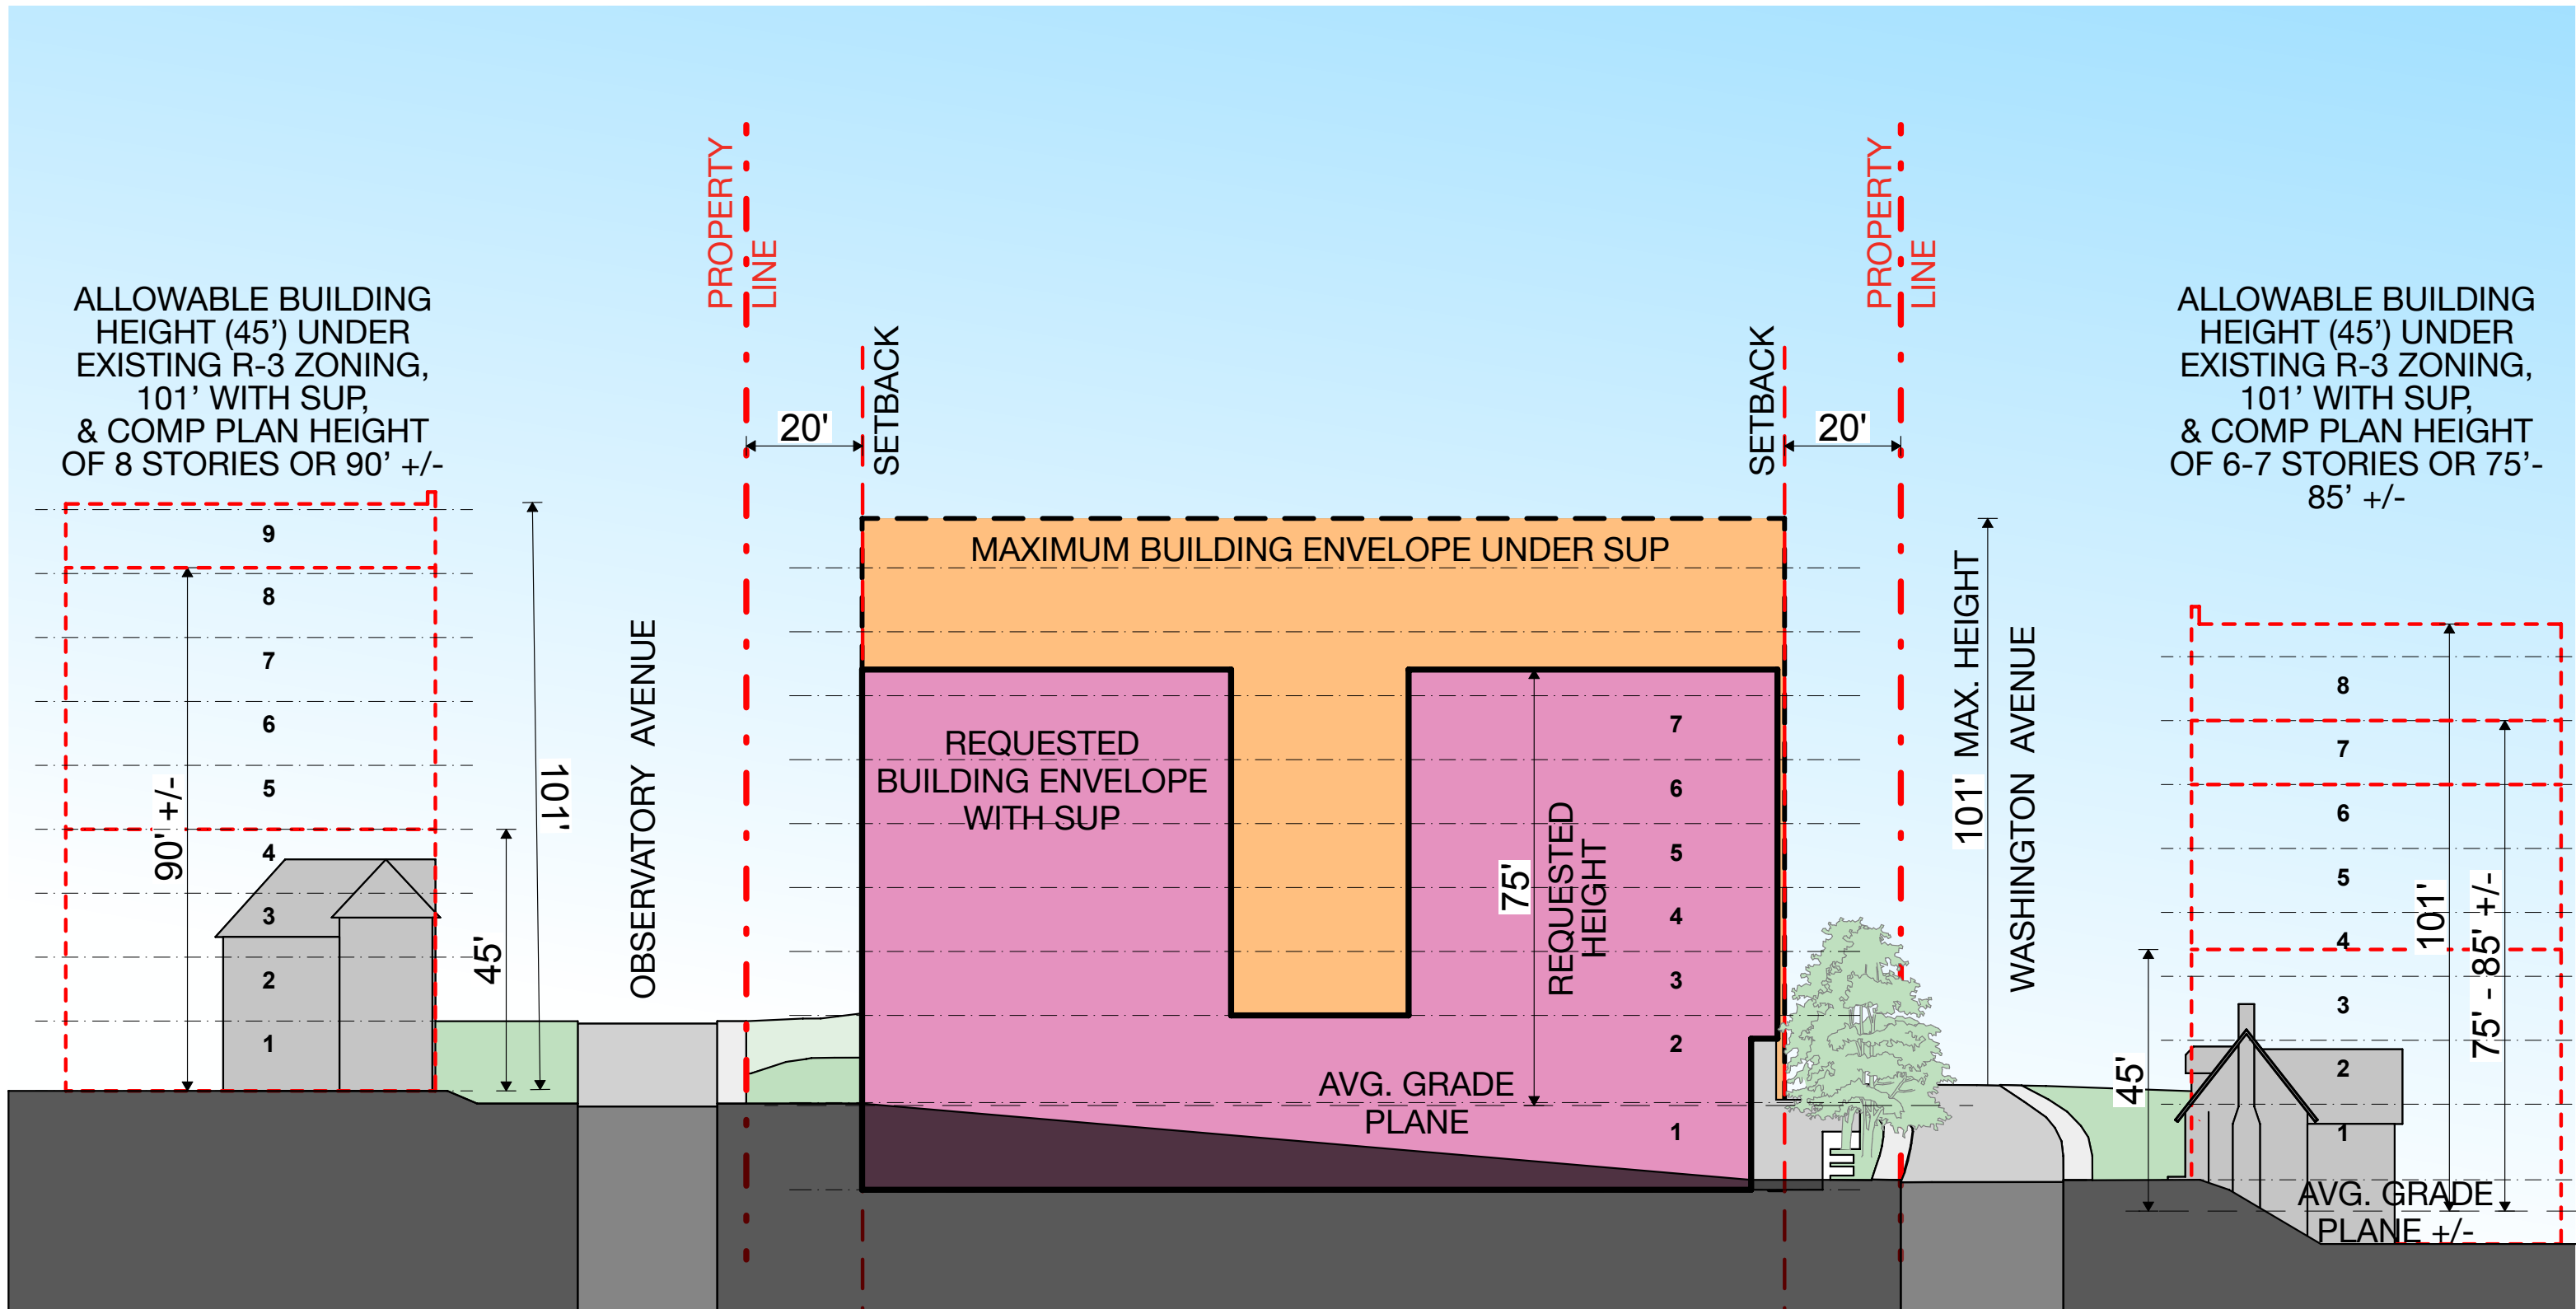 PROPERTY
LINE
PROPERTY
LINE
ALLOWABLE BUILDING
HEIGHT (45’) UNDER
EXISTING R-3 ZONING,
101’ WITH SUP,
& COMP PLAN HEIGHT
OF 8 STORIES OR 90’ +/-
ALLOWABLE BUILDING
HEIGHT (45’) UNDER
EXISTING R-3 ZONING,
101’ WITH SUP,
& COMP PLAN HEIGHT
OF 6-7 STORIES OR 75’-
85’ +/-
20'
SETBACK
SETBACK
20'
9
8
7
6
5
4
3
2
1
90' +/-
45'
101'
OBSERVATORY AVENUE
MAXIMUM BUILDING ENVELOPE UNDER SUP
REQUESTED
BUILDING ENVELOPE
WITH SUP
75'
REQUESTED
HEIGHT
7
6
5
4
3
2
1
AVG. GRADE
PLANE
101' MAX. HEIGHT
WASHINGTON AVENUE
8
7
6
5
4
3
2
1
45'
101'
75' - 85' +/-
AVG. GRADE
PLANE +/-